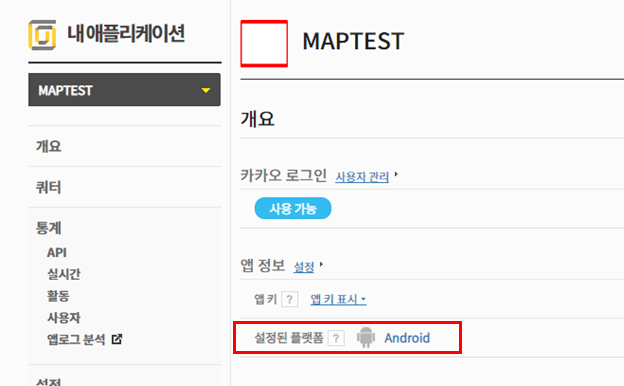 내 애플리케이션
MAPTEST
개요
쿼터
통계
API
실시간
활동
사용자
앱로그 분석
설정
MAPTEST
개요
카카오 로그인 사용자 관리
사용 가능
앱 정보 설정
앱 키 ? 앱 키 표시
설정된 플랫폼 ? Android